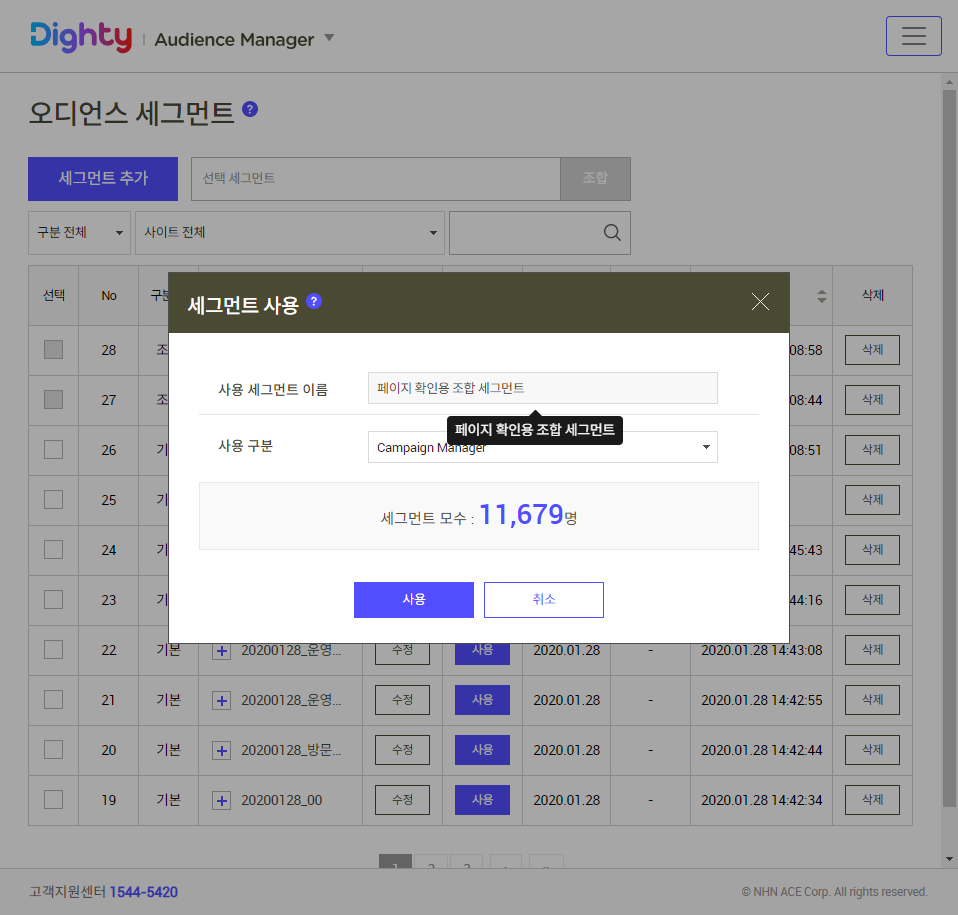 Dighty | Audience Manager
오디언스 세그먼트 ?
세그먼트 추가
선택 세그먼트
조합
구분 전체
사이트 전체
선택 No 구분 삭제
세그먼트 사용 ?
사용 세그먼트 이름 페이지 확인용 조합 세그먼트
페이지 확인용 조합 세그먼트
사용 구분 Campaign Manager
세그먼트 모수 : 11,679명
사용 취소
28 조 08:58 삭제
27 조 08:44 삭제
26 기 08:51 삭제
25 기 삭제
24 기 45:43 삭제
23 기 44:16 삭제
22 기본 + 20200128_운영... 수정 사용 2020.01.28 - 2020.01.28 14:43:08 삭제
21 기본 + 20200128_운영... 수정 사용 2020.01.28 - 2020.01.28 14:42:55 삭제
20 기본 + 20200128_방문... 수정 사용 2020.01.28 - 2020.01.28 14:42:44 삭제
19 기본 + 20200128_00 수정 사용 2020.01.28 - 2020.01.28 14:42:34 삭제
1 2 3
고객지원센터 1544-5420
© NHN ACE Corp. All rights reserved.